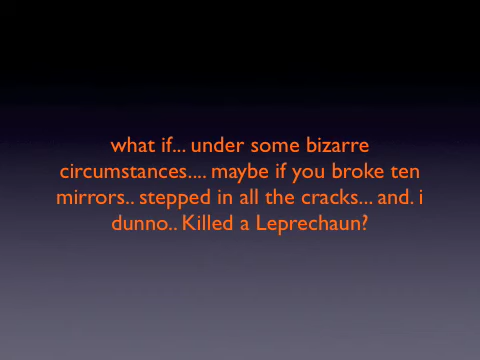 what if... under some bizarre
circumstances.... maybe if you broke ten
mirrors.. stepped in all the cracks... and. i
dunno.. Killed a Leprechaun?